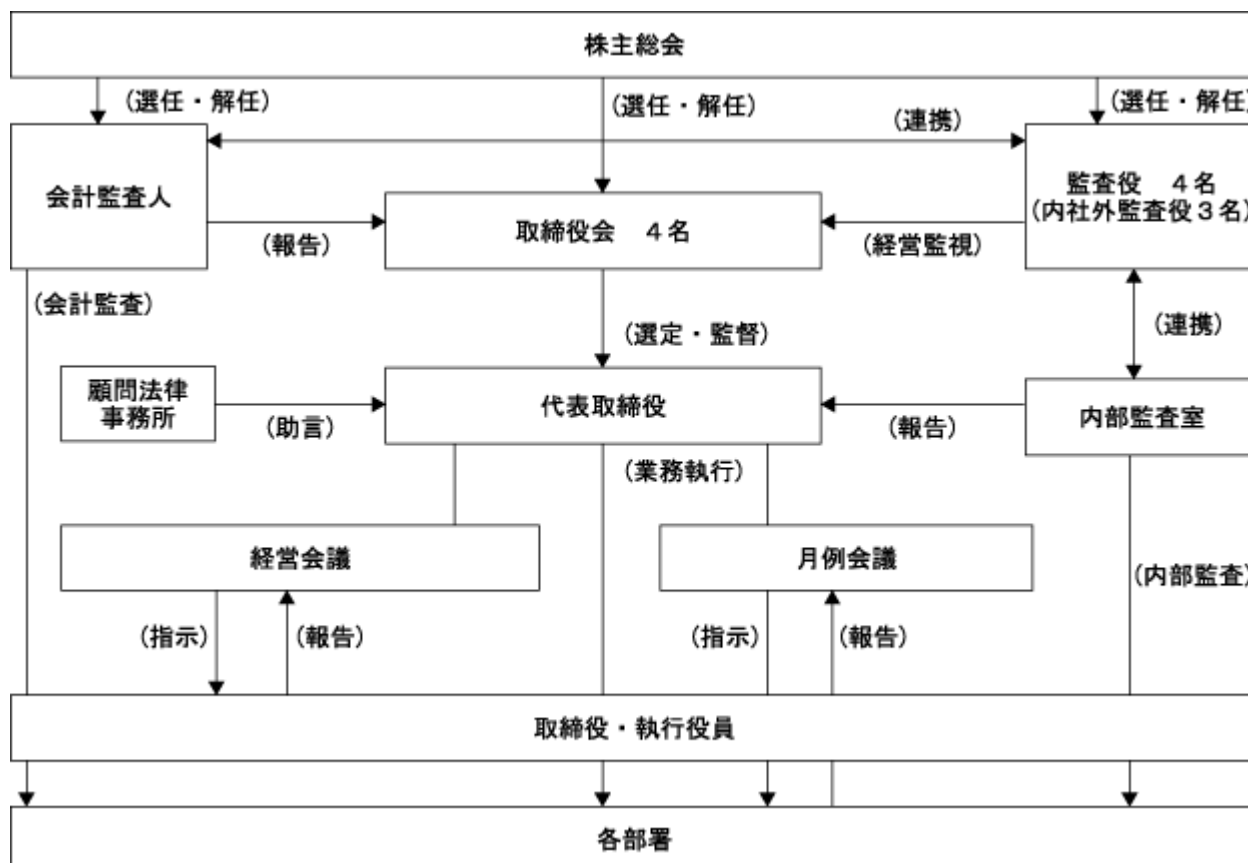 株主総会
(選任・解任)
(選任・解任)
(選任・解任)
(連携)
会計監査人
監査役　４名
(内社外監査役３名)
取締役会　４名
(報告)
(経営監視)
(会計監査)
(選定・監督)
(連携)
顧問法律
事務所
(助言)
代表取締役
(報告)
内部監査室
(業務執行)
経営会議
月例会議
(内部監査)
(指示)
(報告)
(指示)
(報告)
取締役・執行役員
各部署